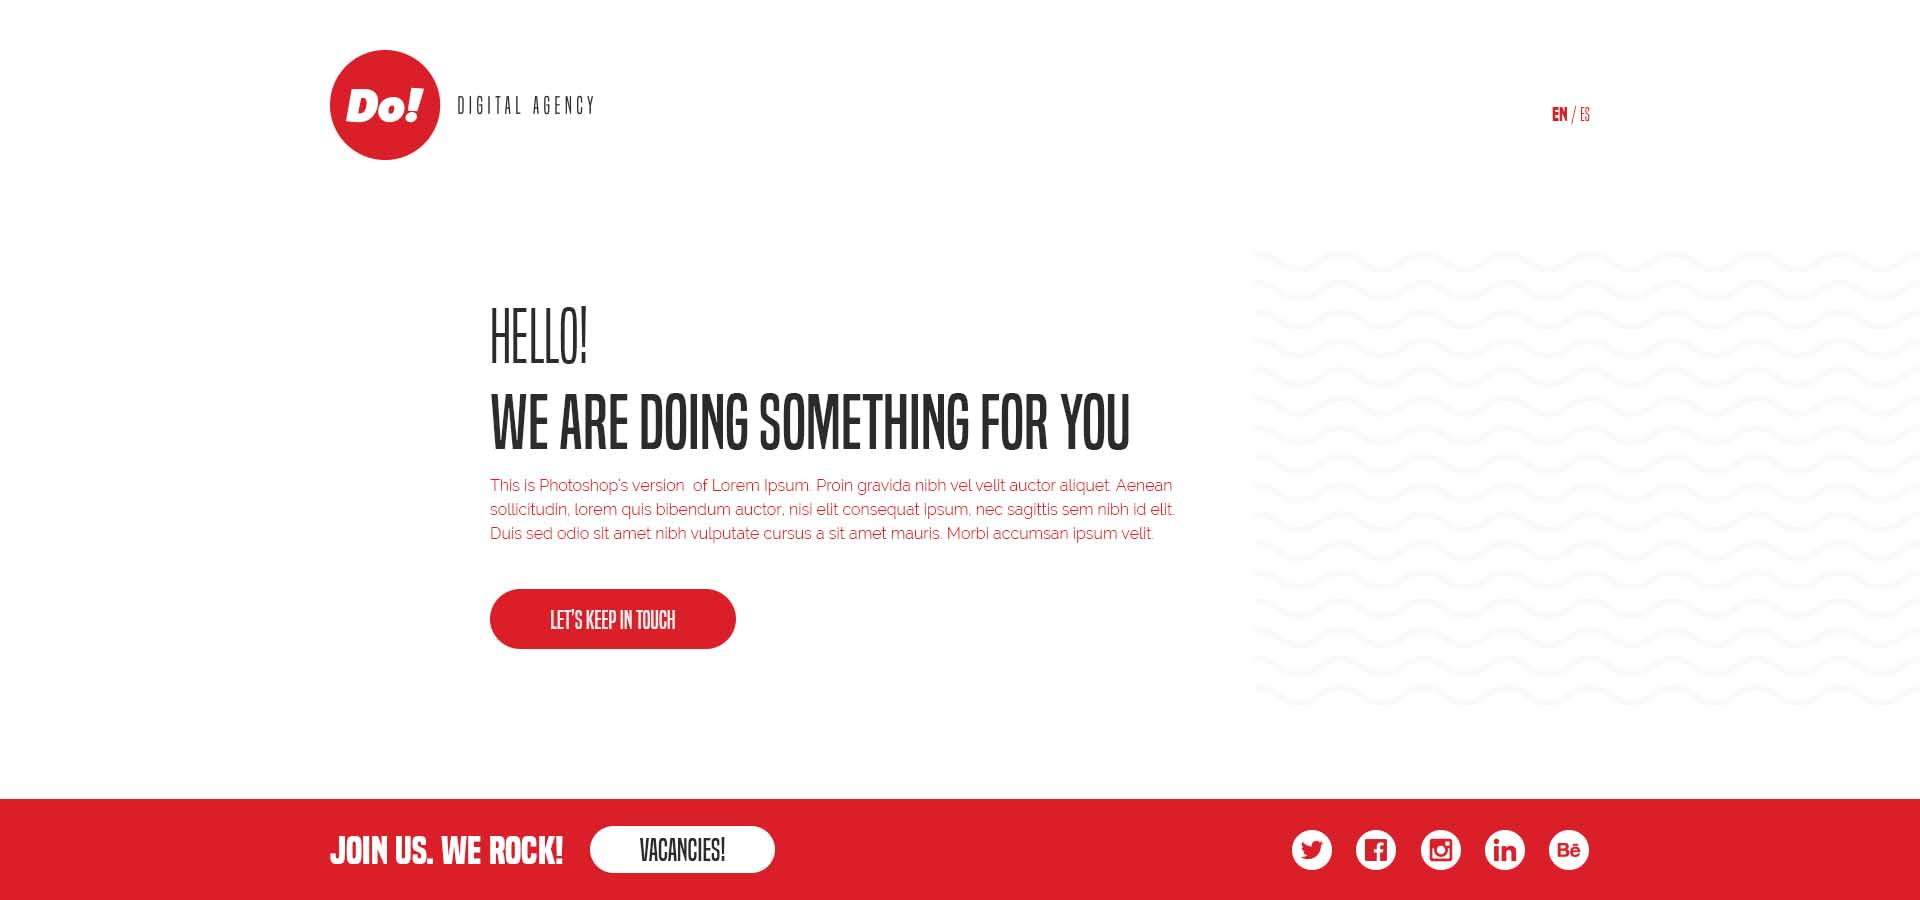 Do!
DIGITAL AGENCY
EN / ES
HELLO!
WE ARE DOING SOMETHING FOR YOU
This is Photoshop's version  of Lorem Ipsum. Proin gravida nibh vel velit auctor aliquet. Aenean
sollicitudin, lorem quis bibendum auctor, nisi elit consequat ipsum, nec sagittis sem nibh id elit.
Duis sed odio sit amet nibh vulputate cursus a sit amet mauris. Morbi accumsan ipsum velit.
LET'S KEEP IN TOUCH
JOIN US. WE ROCK!
VACANCIES!
in
Bē